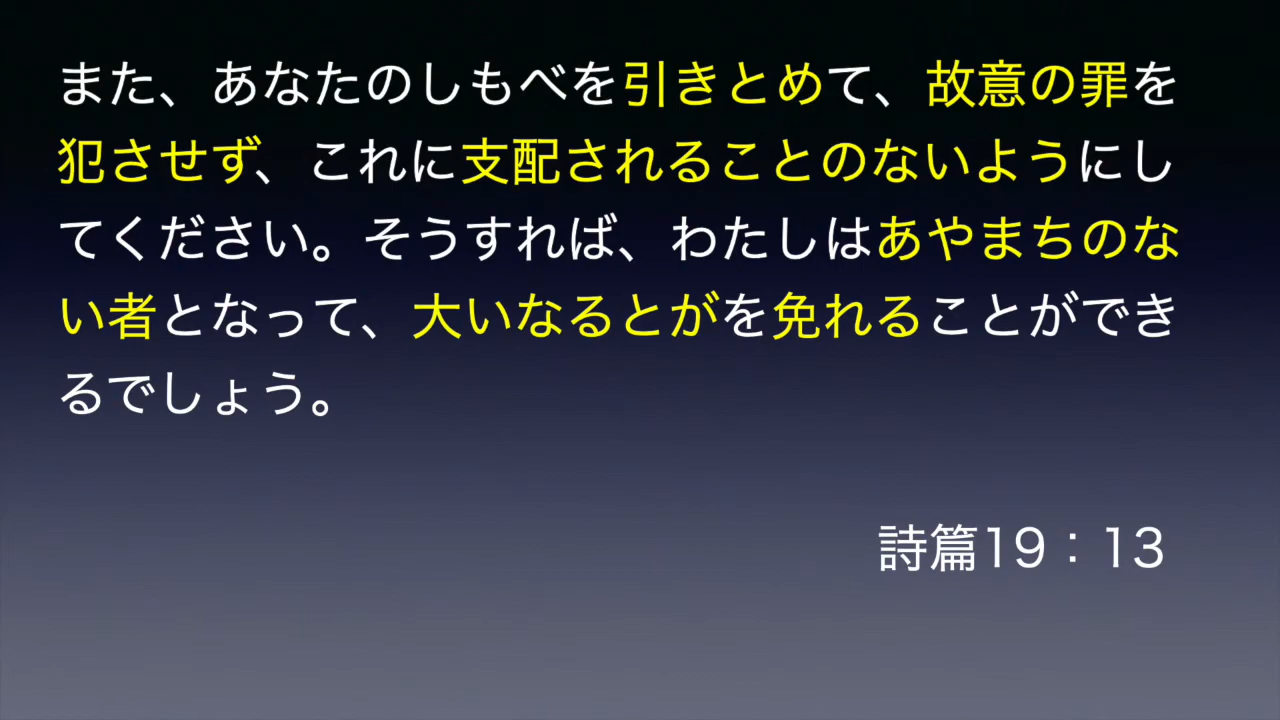 また、あなたのしもべを引きとめて、故意の罪を
犯させず、これに支配されることのないようにし
てください。そうすれば、わたしはあやまちのな
い者となって、大いなるとがを免れることができ
るでしょう。
詩篇19：13